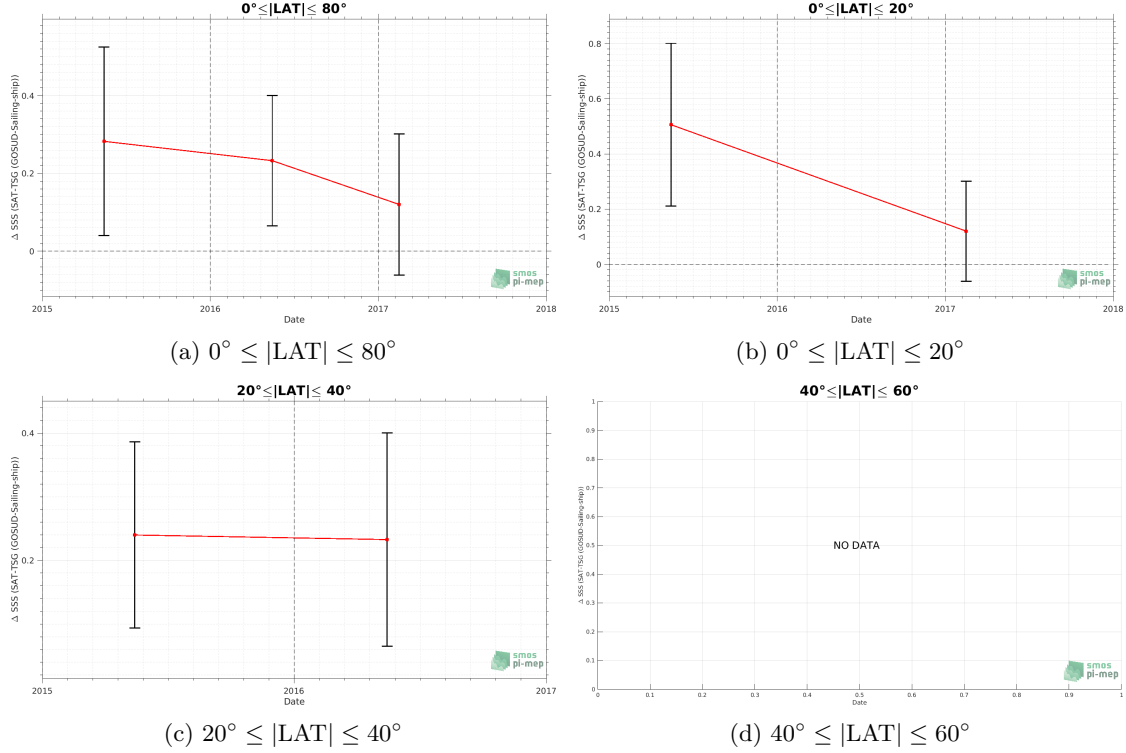 0°≤|LAT|≤ 80°
Δ SSS (SAT-TSG (GOSUD-Sailing-ship))
0.4
0.2
0
2015 2016 2017 2018
Date
smos
pi-mep
(a) 0° ≤ |LAT| ≤ 80°
0°≤|LAT|≤ 20°
Δ SSS (SAT-TSG (GOSUD-Sailing-ship))
0.8
0.6
0.4
0.2
0
2015 2016 2017 2018
Date
smos
pi-mep
(b) 0° ≤ |LAT| ≤ 20°
20°≤|LAT|≤ 40°
Δ SSS (SAT-TSG (GOSUD-Sailing-ship))
0.4
0.2
2015 2016 2017
Date
smos
pi-mep
(c) 20° ≤ |LAT| ≤ 40°
40°≤|LAT|≤ 60°
Δ SSS (SAT-TSG (GOSUD-Sailing-ship))
1
0.9
0.8
0.7
0.6
0.5
0.4
0.3
0.2
0.1
0
NO DATA
0 0.1 0.2 0.3 0.4 0.5 0.6 0.7 0.8 0.9 1
Date
smos
pi-mep
(d) 40° ≤ |LAT| ≤ 60°